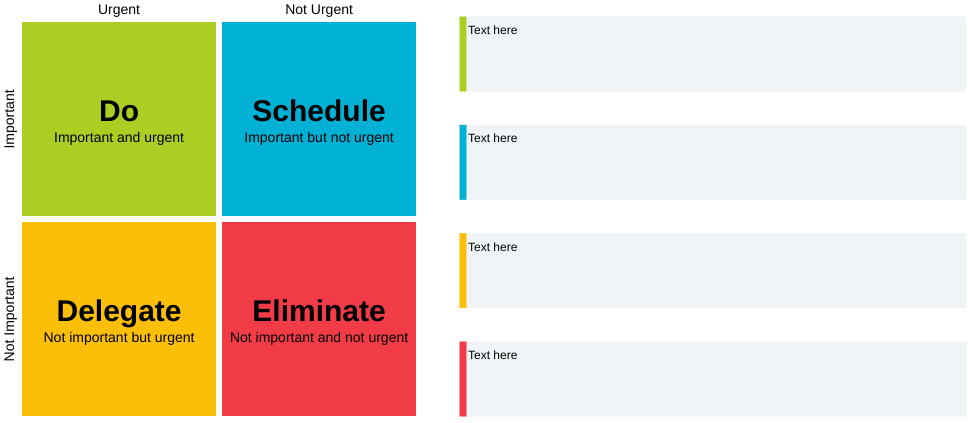 Urgent
Not Urgent
Important
Do
Important and urgent
Schedule
Important but not urgent
Not Important
Delegate
Not important but urgent
Eliminate
Not important and not urgent
Text here
Text here
Text here
Text here